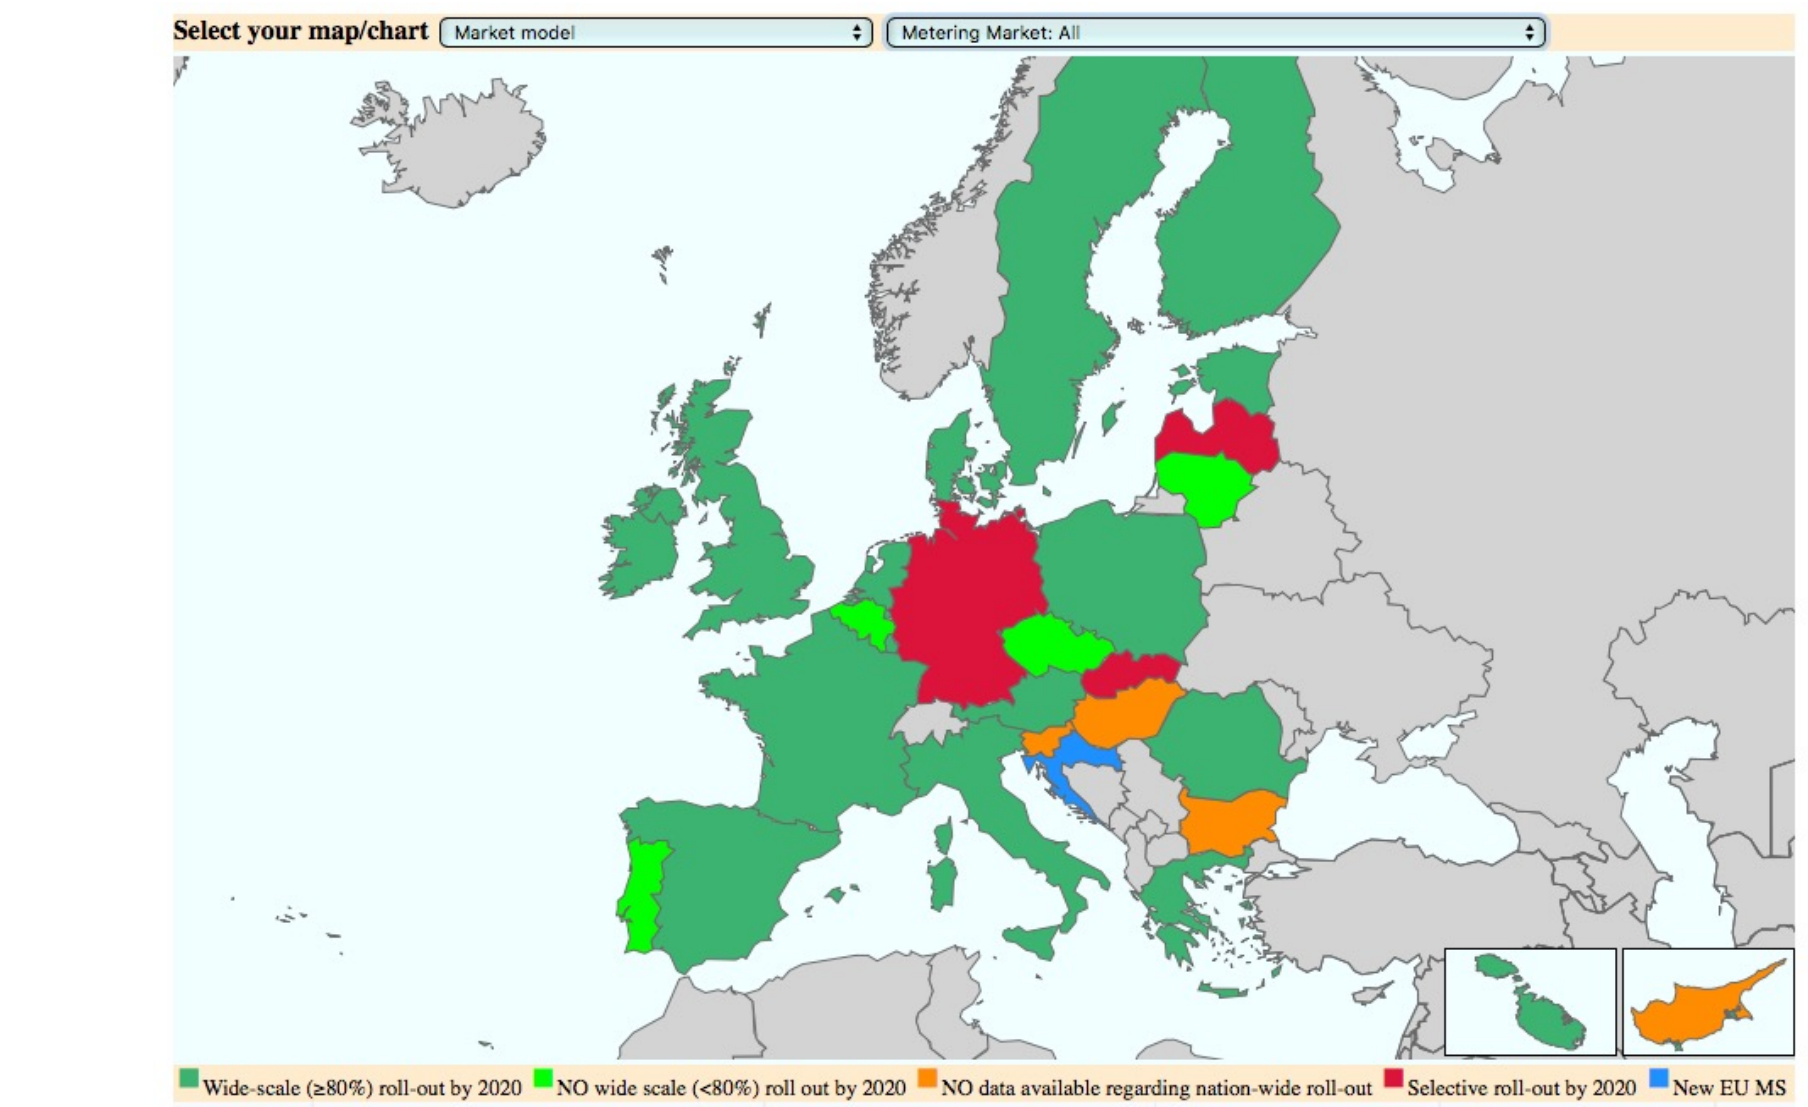 Select your map/chart Market model Metering Market: All
Wide-scale (≥80%) roll-out by 2020 NO wide scale (<80%) roll out by 2020 NO data available regarding nation-wide roll-out Selective roll-out by 2020 New EU MS